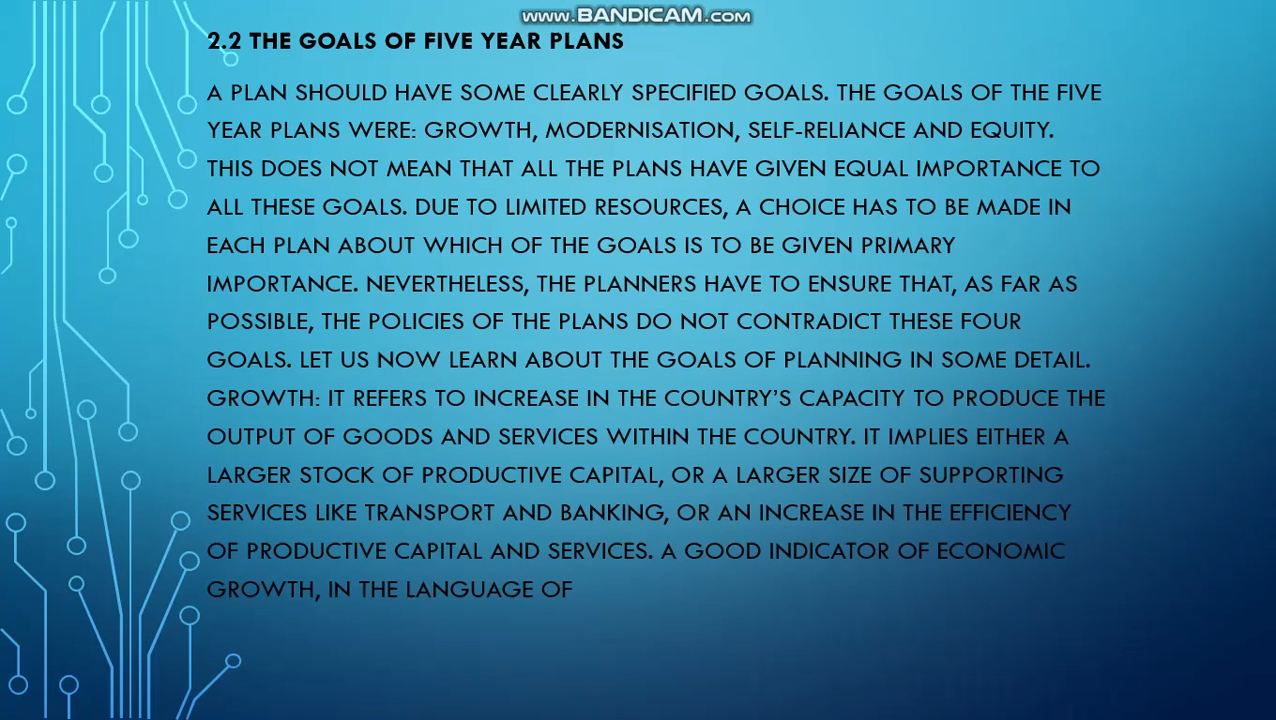 www.BANDICAM.com
2.2 THE GOALS OF FIVE YEAR PLANS
A PLAN SHOULD HAVE SOME CLEARLY SPECIFIED GOALS. THE GOALS OF THE FIVE
YEAR PLANS WERE: GROWTH, MODERNISATION, SELF-RELIANCE AND EQUITY.
THIS DOES NOT MEAN THAT ALL THE PLANS HAVE GIVEN EQUAL IMPORTANCE TO
ALL THESE GOALS. DUE TO LIMITED RESOURCES, A CHOICE HAS TO BE MADE IN
EACH PLAN ABOUT WHICH OF THE GOALS IS TO BE GIVEN PRIMARY
IMPORTANCE. NEVERTHELESS, THE PLANNERS HAVE TO ENSURE THAT, AS FAR AS
POSSIBLE, THE POLICIES OF THE PLANS DO NOT CONTRADICT THESE FOUR
GOALS. LET US NOW LEARN ABOUT THE GOALS OF PLANNING IN SOME DETAIL.
GROWTH: IT REFERS TO INCREASE IN THE COUNTRY'S CAPACITY TO PRODUCE THE
OUTPUT OF GOODS AND SERVICES WITHIN THE COUNTRY. IT IMPLIES EITHER A
LARGER STOCK OF PRODUCTIVE CAPITAL, OR A LARGER SIZE OF SUPPORTING
SERVICES LIKE TRANSPORT AND BANKING, OR AN INCREASE IN THE EFFICIENCY
OF PRODUCTIVE CAPITAL AND SERVICES. A GOOD INDICATOR OF ECONOMIC
GROWTH, IN THE LANGUAGE OF